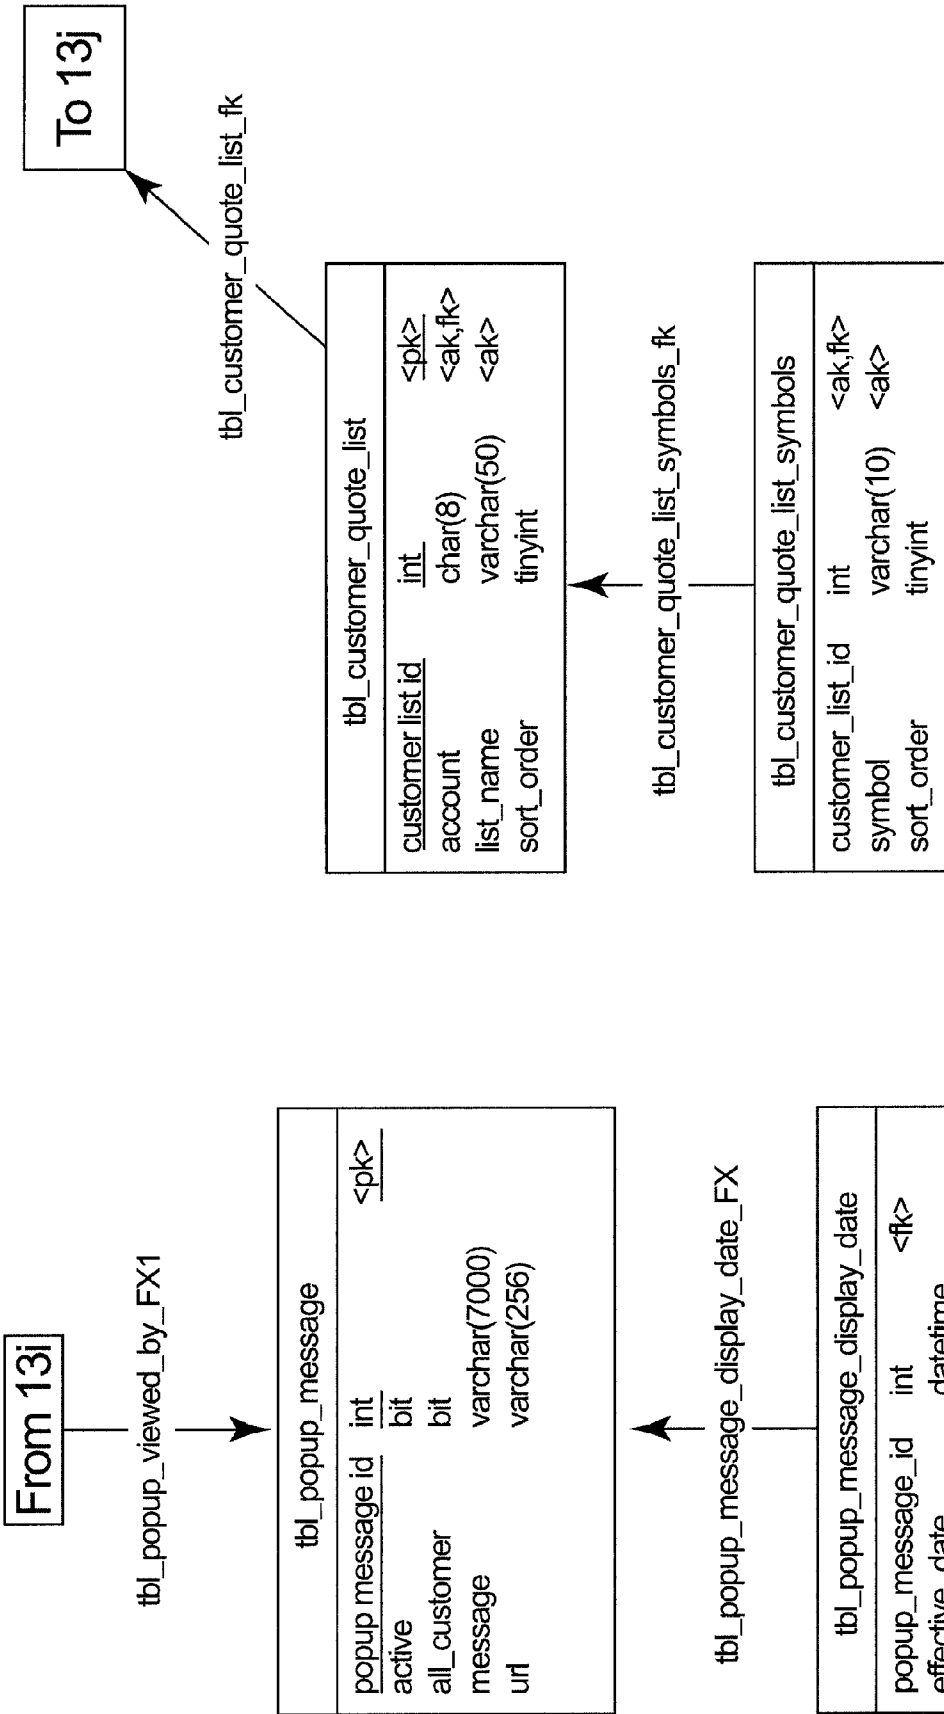 From 13i
tbl_popup_viewed_by_FX1
tbl_popup_message
popup message id int <pk>
active bit
all_customer bit
message varchar(7000)
url varchar(256)
tbl_popup_message_display_date_FX
tbl_popup_message_display_date
popup_message_id int <fk>
effective_date datetime
To 13j
tbl_customer_quote_list_fk
tbl_customer_quote_list
customer list id int <pk>
account char(8) <ak,fk>
list_name varchar(50) <ak>
sort_order tinyint
tbl_customer_quote_list_symbols_fk
tbl_customer_quote_list_symbols
customer_list_id int <ak,fk>
symbol varchar(10) <ak>
sort_order tinyint